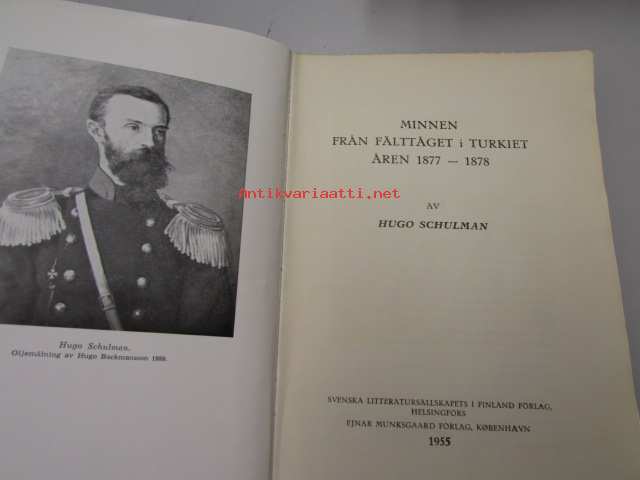 Hugo Schulman.
Oljemålning av Hugo Backmansson 1889.
MINNEN
FRÅN FÄLTTÅGET i TURKIET
ÅREN 1877 — 1878
AV
HUGO SCHULMAN
SVENSKA LITTERATURSÄLLSKAPETS I FINLAND FÖRLAG,
HELSINGFORS
EJNAR MUNKSGAARD FÖRLAG, KØBENHAVN
1955
Antikvariaatti.net